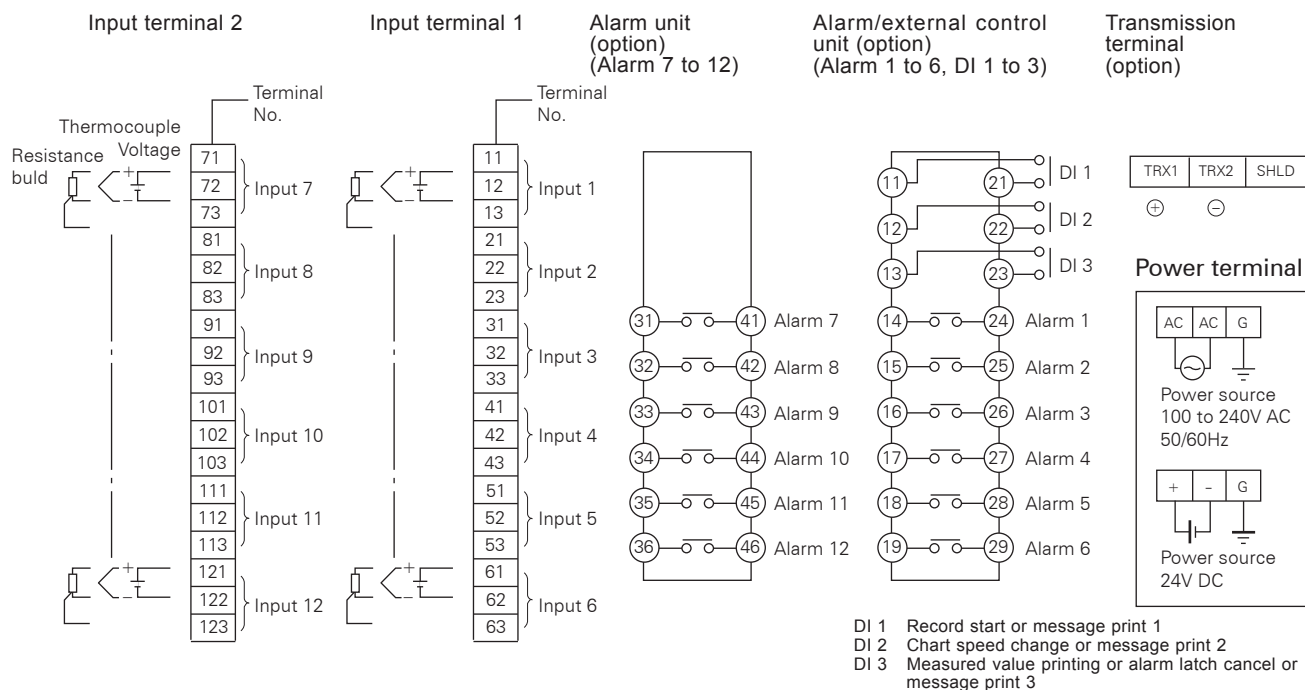 Input terminal 2
Input terminal 1
Alarm unit
(option)
(Alarm 7 to 12)
Alarm/external control
unit (option)
(Alarm 1 to 6, DI 1 to 3)
Transmission
terminal
(option)
Terminal
No.
Thermocouple
Voltage
Resistance
buld
+
-
71
72
73
81
82
83
91
92
93
101
102
103
111
112
113
121
122
123
Input 7
Input 8
Input 9
Input 10
Input 11
Input 12
+
-
Terminal
No.
+
-
11
12
13
21
22
23
31
32
33
41
42
43
51
52
53
61
62
63
Input 1
Input 2
Input 3
Input 4
Input 5
Input 6
+
-
31 41 Alarm 7
32 42 Alarm 8
33 43 Alarm 9
34 44 Alarm 10
35 45 Alarm 11
36 46 Alarm 12
11 21 DI 1
12 22 DI 2
13 23 DI 3
14 24 Alarm 1
15 25 Alarm 2
16 26 Alarm 3
17 27 Alarm 4
18 28 Alarm 5
19 29 Alarm 6
TRX1 TRX2 SHLD
+ -
Power terminal
AC AC G
Power source
100 to 240V AC
50/60Hz
+ - G
Power source
24V DC
DI 1 Record start or message print 1
DI 2 Chart speed change or message print 2
DI 3 Measured value printing or alarm latch cancel or
message print 3